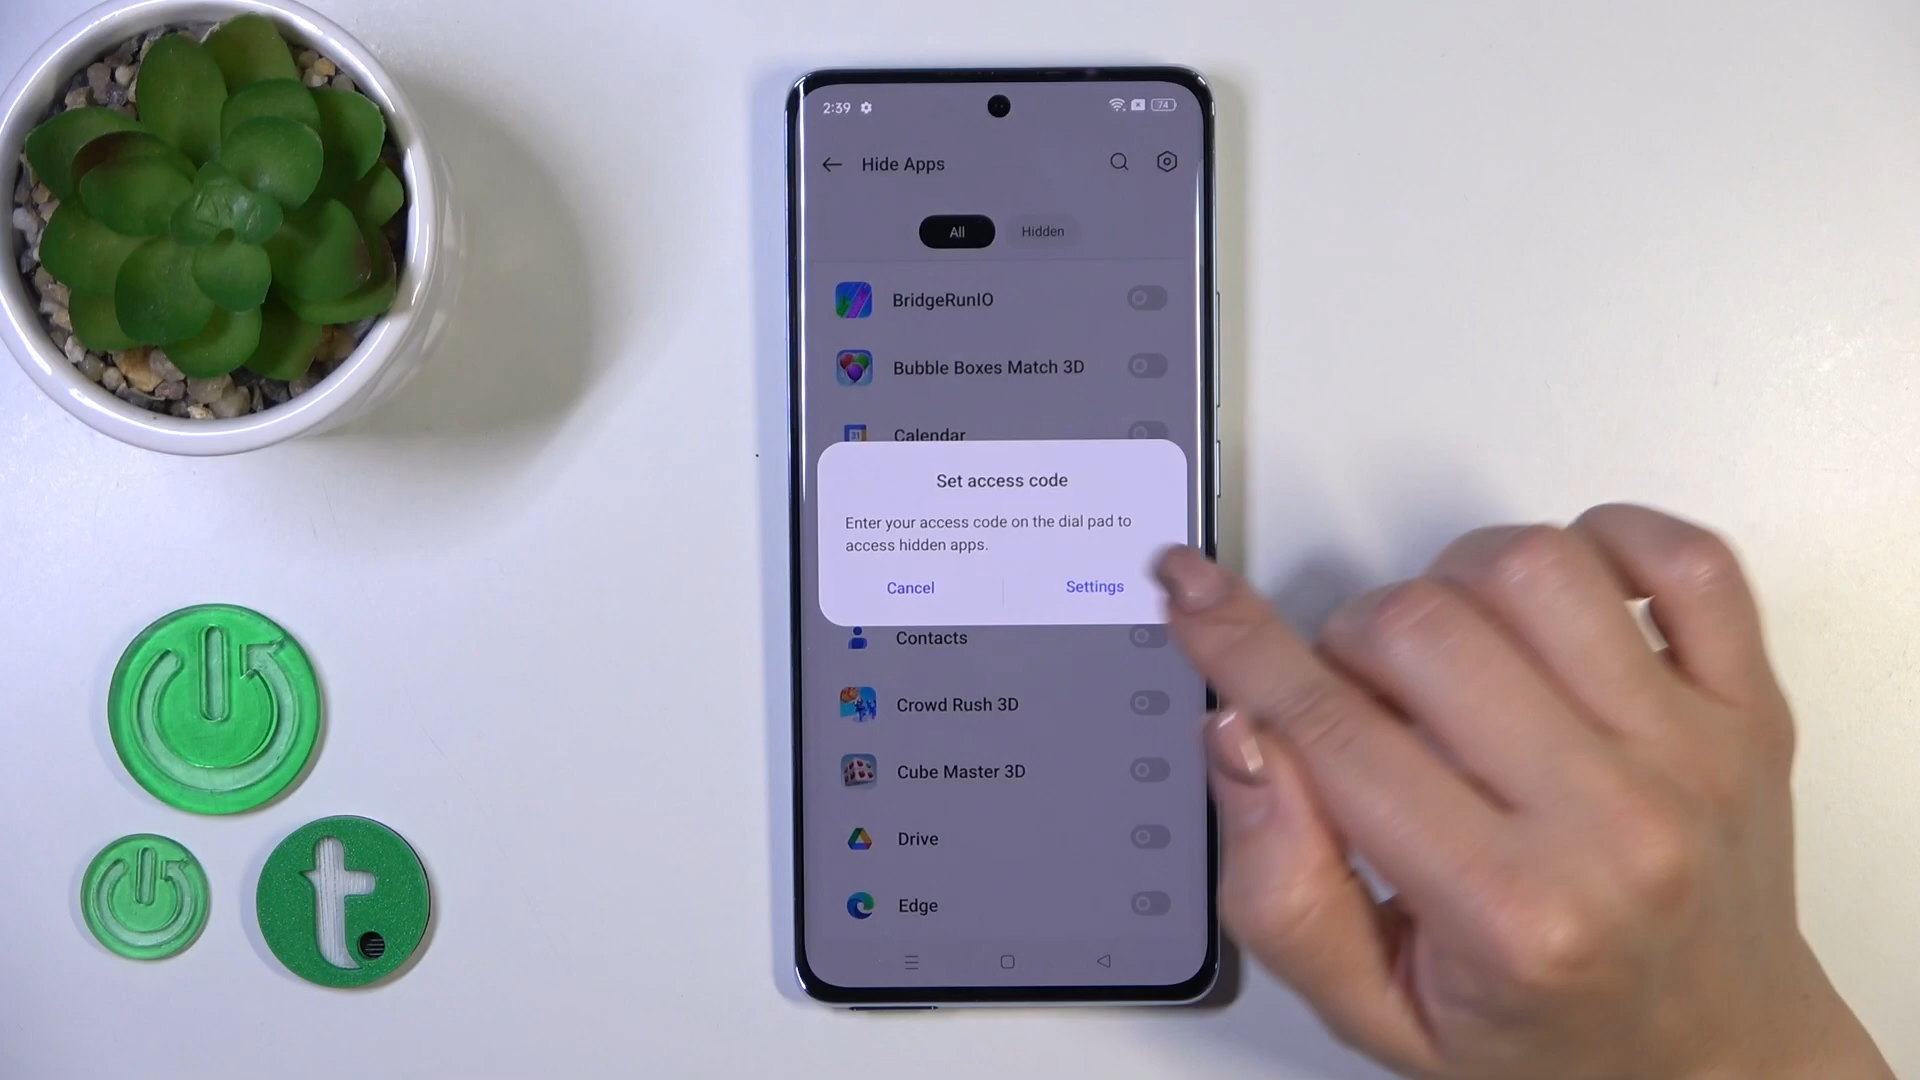 2:39
74
Hide Apps
All
Hidden
BridgeRunIO
Bubble Boxes Match 3D
31
Calendar
Set access code
Enter your access code on the dial pad to
access hidden apps.
Cancel
Settings
Contacts
Crowd Rush 3D
Cube Master 3D
Drive
Edge
t.